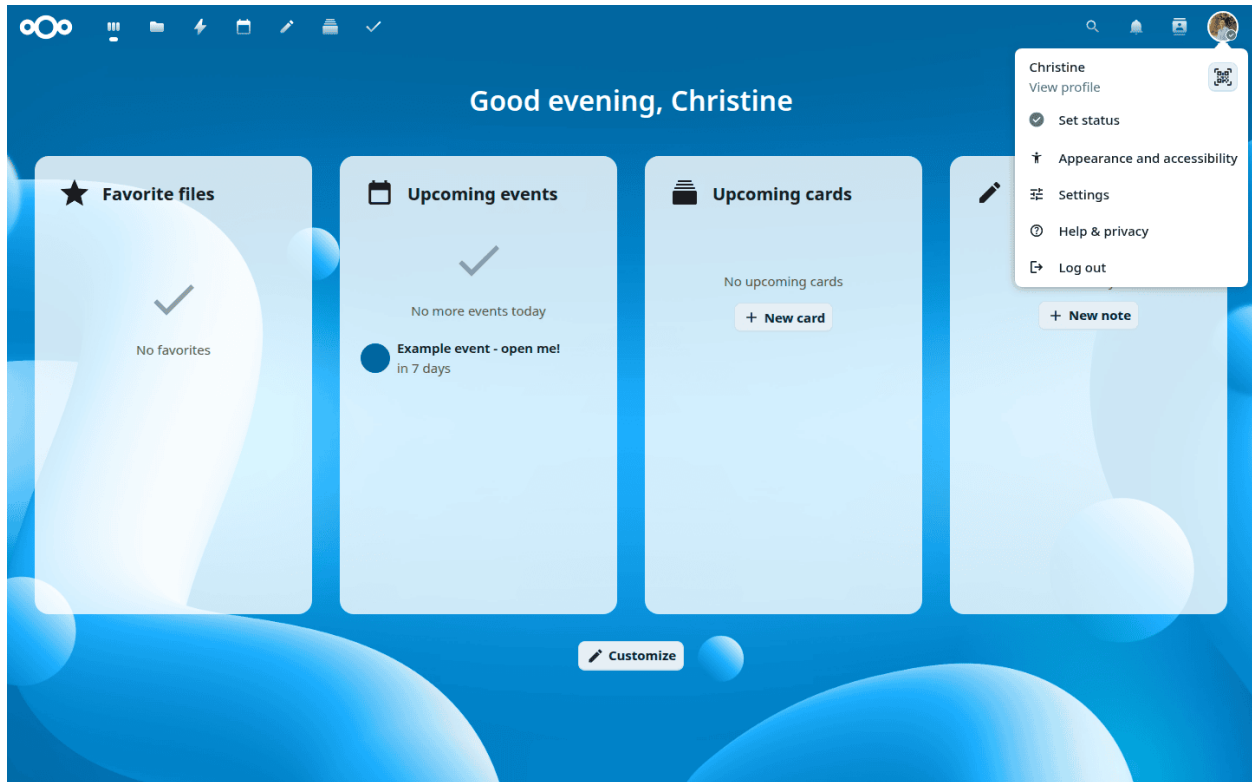 Good evening, Christine
Christine
View profile
Set status
Appearance and accessibility
Settings
Help & privacy
Log out
Favorite files
No favorites
Upcoming events
No more events today
Example event - open me!
in 7 days
Upcoming cards
No upcoming cards
New card
New note
Customize